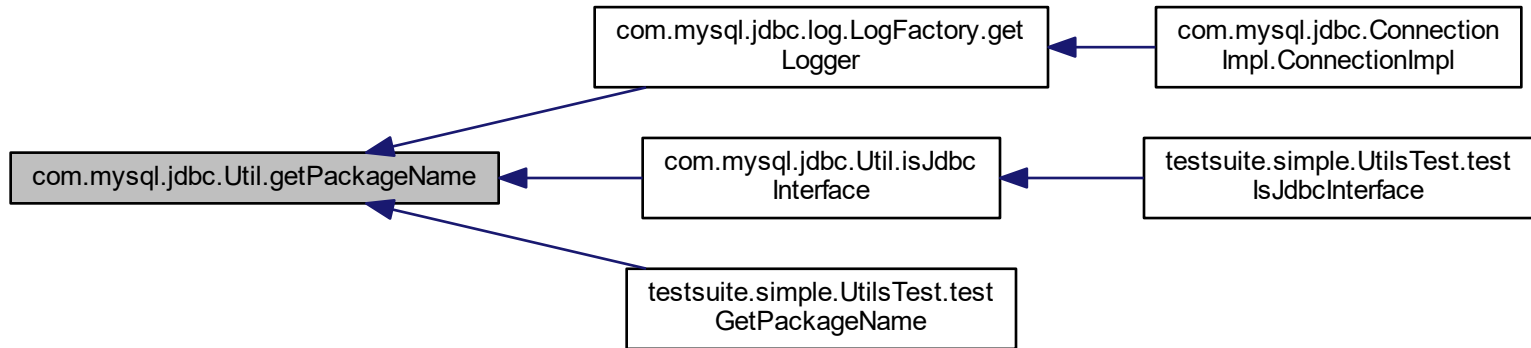 com.mysql.jdbc.log.LogFactory.get
Logger
com.mysql.jdbc.Connection
Impl.ConnectionImpl
com.mysql.jdbc.Util.getPackageName
com.mysql.jdbc.Util.isJdbc
Interface
testsuite.simple.UtilsTest.test
IsJdbcInterface
testsuite.simple.UtilsTest.test
GetPackageName